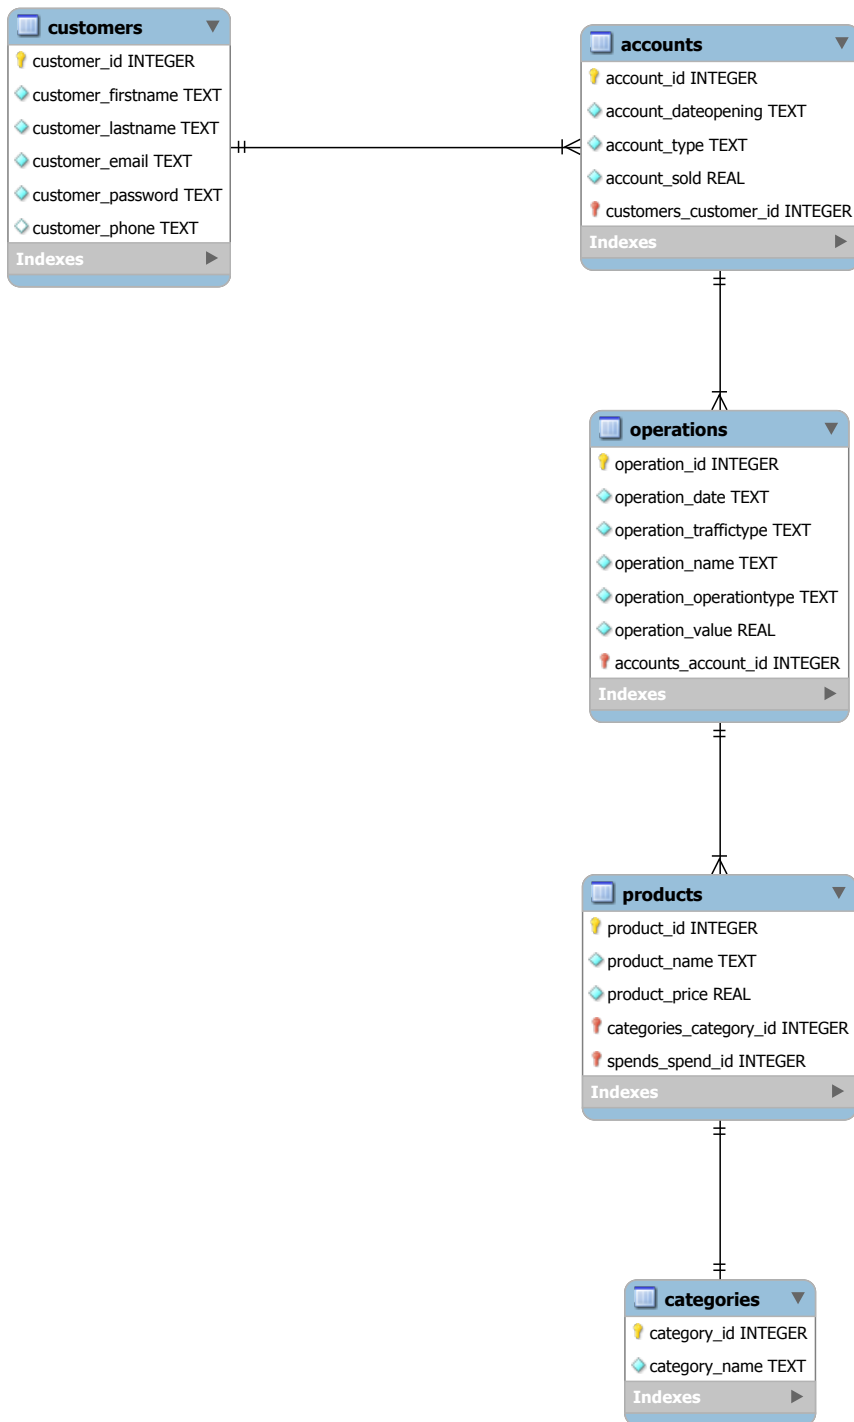 customers
customer_id INTEGER
customer_firstname TEXT
customer_lastname TEXT
customer_email TEXT
customer_password TEXT
customer_phone TEXT
Indexes
accounts
account_id INTEGER
account_dateopening TEXT
account_type TEXT
account_sold REAL
customers_customer_id INTEGER
Indexes
operations
operation_id INTEGER
operation_date TEXT
operation_traffictype TEXT
operation_name TEXT
operation_operationtype TEXT
operation_value REAL
accounts_account_id INTEGER
Indexes
products
product_id INTEGER
product_name TEXT
product_price REAL
categories_category_id INTEGER
spends_spend_id INTEGER
Indexes
categories
category_id INTEGER
category_name TEXT
Indexes